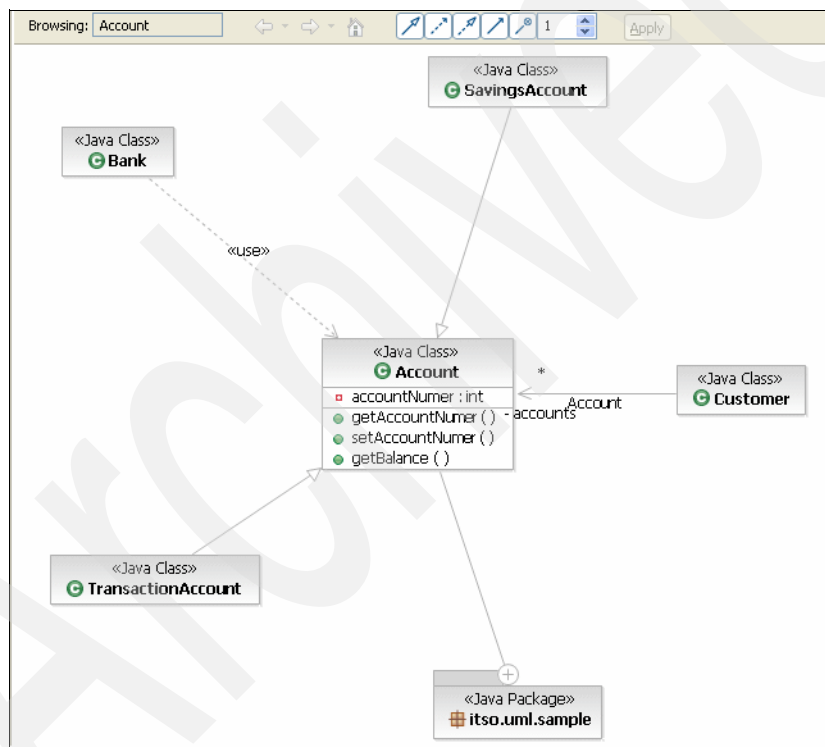 Browsing: Account 1 Apply
«Java Class»
SavingsAccount
«Java Class»
Bank
«use»
«Java Class»
Account
accountNumer : int
getAccountNumer ( )
setAccountNumer ( )
getBalance ( )
*
Account
- accounts
«Java Class»
Customer
«Java Class»
TransactionAccount
«Java Package»
itso.uml.sample
Archived